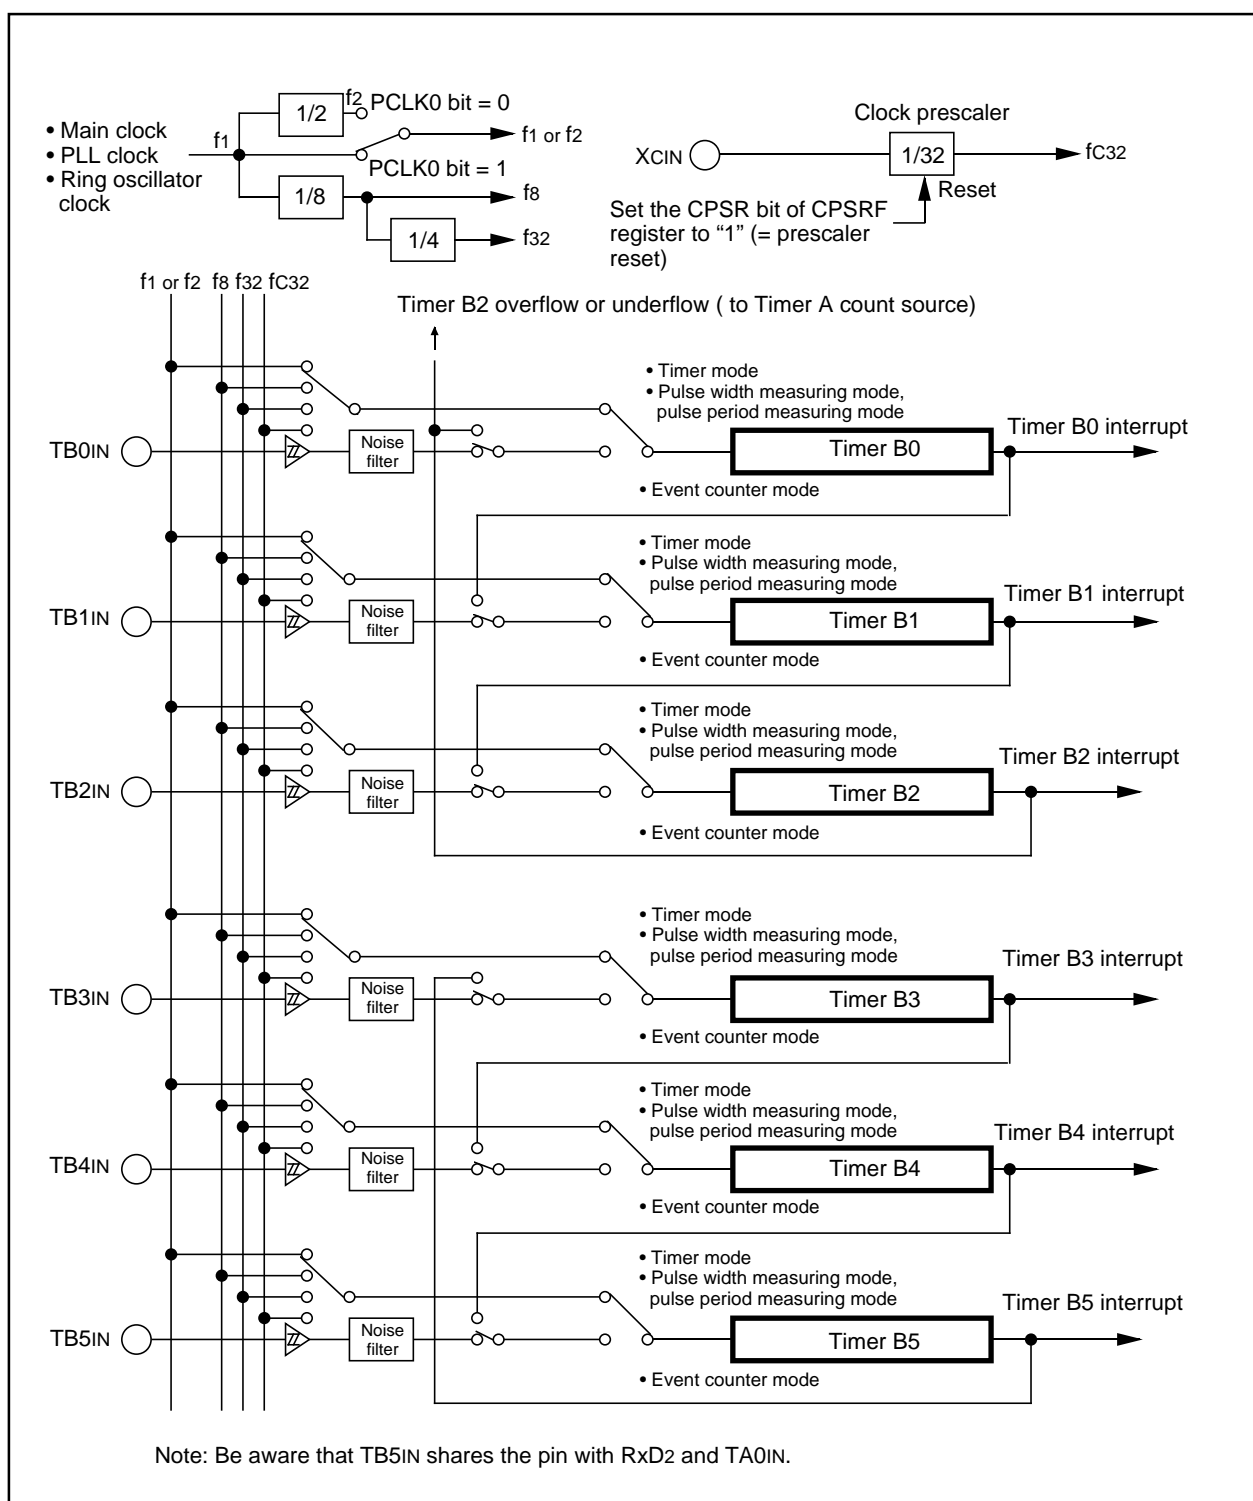 • Main clock
• PLL clock
• Ring oscillator
clock
f1
1/2
f2
PCLK0 bit = 0
f1 or f2
PCLK0 bit = 1
1/8
f8
1/4
f32
Clock prescaler
XCIN
1/32
fC32
Reset
Set the CPSR bit of CPSRF
register to “1” (= prescaler
reset)
f1 or f2 f8 f32 fC32
Timer B2 overflow or underflow ( to Timer A count source)
• Timer mode
• Pulse width measuring mode,
pulse period measuring mode
TB0IN
Noise
filter
Timer B0
Timer B0 interrupt
• Event counter mode
• Timer mode
• Pulse width measuring mode,
pulse period measuring mode
TB1IN
Noise
filter
Timer B1
Timer B1 interrupt
• Event counter mode
• Timer mode
• Pulse width measuring mode,
pulse period measuring mode
TB2IN
Noise
filter
Timer B2
Timer B2 interrupt
• Event counter mode
• Timer mode
• Pulse width measuring mode,
pulse period measuring mode
TB3IN
Noise
filter
Timer B3
Timer B3 interrupt
• Event counter mode
• Timer mode
• Pulse width measuring mode,
pulse period measuring mode
TB4IN
Noise
filter
Timer B4
Timer B4 interrupt
• Event counter mode
• Timer mode
• Pulse width measuring mode,
pulse period measuring mode
TB5IN
Noise
filter
Timer B5
Timer B5 interrupt
• Event counter mode
Note: Be aware that TB5IN shares the pin with RxD2 and TA0IN.